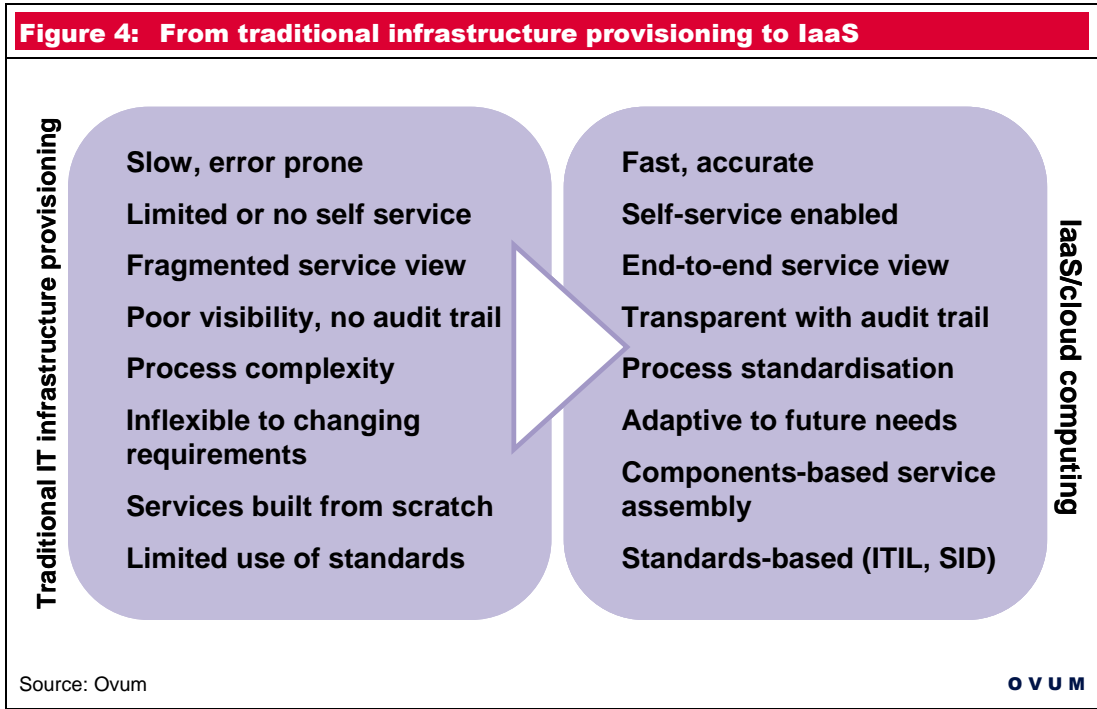 Figure 4: From traditional infrastructure provisioning to IaaS
Traditional IT infrastructure provisioning
Slow, error prone
Limited or no self service
Fragmented service view
Poor visibility, no audit trail
Process complexity
Inflexible to changing
requirements
Services built from scratch
Limited use of standards
Fast, accurate
Self-service enabled
End-to-end service view
Transparent with audit trail
Process standardisation
Adaptive to future needs
Components-based service
assembly
Standards-based (ITIL, SID)
IaaS/cloud computing
Source: Ovum
OVUM